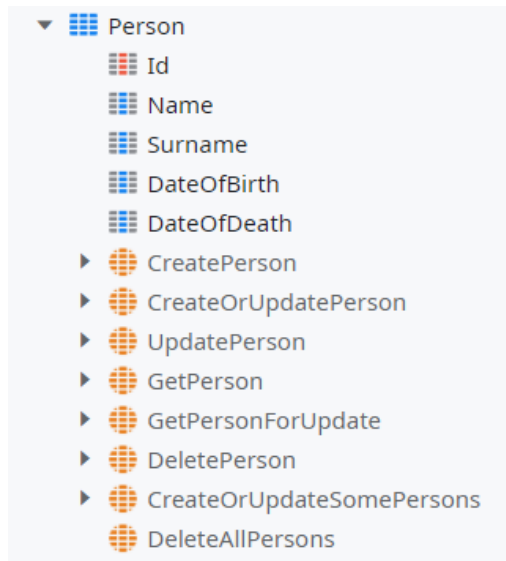 Person
Id
Name
Surname
DateOfBirth
DateOfDeath
CreatePerson
CreateOrUpdatePerson
UpdatePerson
GetPerson
GetPersonForUpdate
DeletePerson
CreateOrUpdateSomePersons
DeleteAllPersons